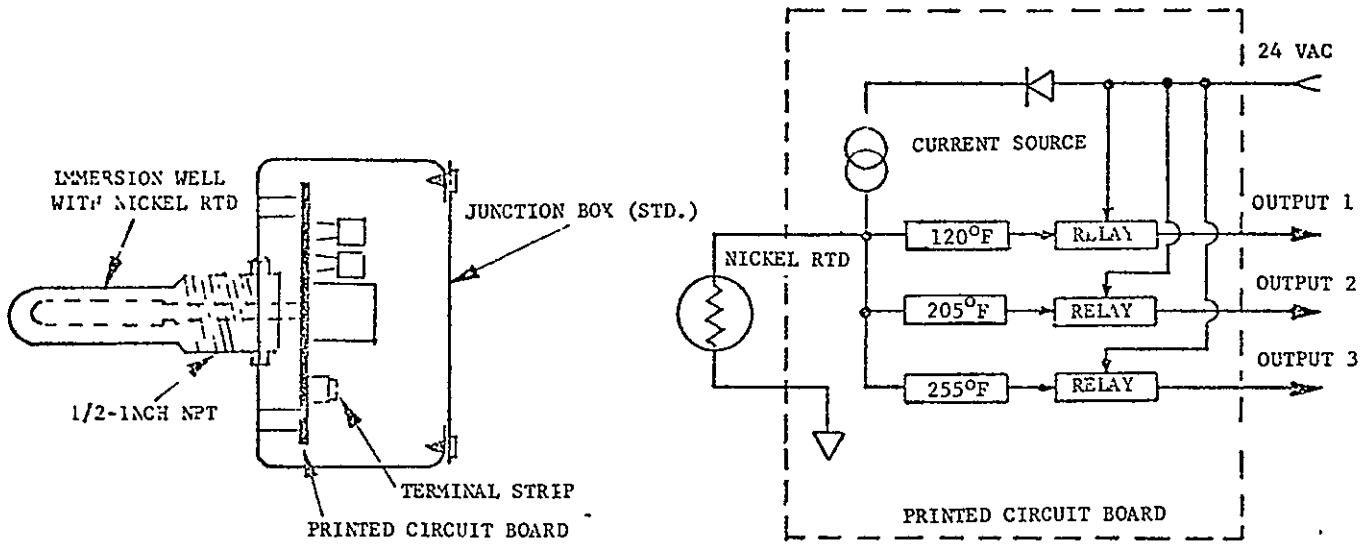 IMMERSION WELL
WITH NICKEL RTD
JUNCTION BOX (STD.)
1/2-INCH NPT
TERMINAL STRIP
PRINTED CIRCUIT BOARD
24 VAC
CURRENT SOURCE
OUTPUT 1
120°F
RELAY
NICKEL RTD
OUTPUT 2
205°F
RELAY
OUTPUT 3
255°F
RELAY
PRINTED CIRCUIT BOARD